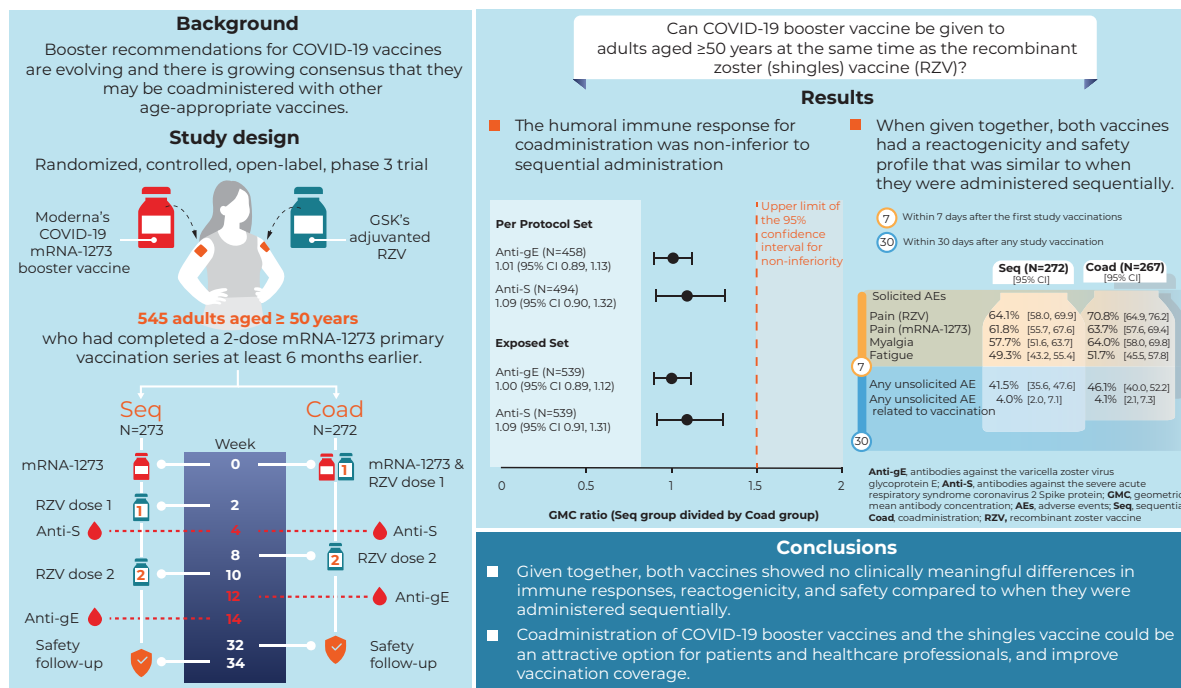 Background
Booster recommendations for COVID-19 vaccines
are evolving and there is growing consensus that they
may be coadministered with other
age-appropriate vaccines.
Study design
Randomized, controlled, open-label, phase 3 trial
Moderna's
COVID-19
mRNA-1273
booster vaccine
GSK's
adjuvanted
RZV
545 adults aged ≥ 50 years
who had completed a 2-dose mRNA-1273 primary
vaccination series at least 6 months earlier.
Seq
N=273
Coad
N=272
Week
mRNA-1273
0
1
mRNA-1273 &
RZV dose 1
RZV dose 1
1
2
Anti-S
4
Anti-S
8
2
RZV dose 2
RZV dose 2
2
10
12
Anti-gE
Anti-gE
14
Safety
follow-up
32
34
Safety
follow-up
Can COVID-19 booster vaccine be given to
adults aged ≥50 years at the same time as the recombinant
zoster (shingles) vaccine (RZV)?
Results
The humoral immune response for
coadministration was non-inferior to
sequential administration
Upper limit of
the 95%
confidence
interval for
non-inferiority
Per Protocol Set
Anti-gE (N=458)
1.01 (95% CI 0.89, 1.13)
Anti-S (N=494)
1.09 (95% CI 0.90, 1.32)
Exposed Set
Anti-gE (N=539)
1.00 (95% CI 0.89, 1.12)
Anti-S (N=539)
1.09 (95% CI 0.91, 1.31)
0 0.5 1 1.5 2
GMC ratio (Seq group divided by Coad group)
When given together, both vaccines
had a reactogenicity and safety
profile that was similar to when
they were administered sequentially.
7 Within 7 days after the first study vaccinations
30 Within 30 days after any study vaccination
Seq (N=272) Coad (N=267)
[95% CI] [95% CI]
Solicited AEs
Pain (RZV) 64.1% [58.0, 69.9] 70.8% [64.9, 76.2]
Pain (mRNA-1273) 61.8% [55.7, 67.6] 63.7% [57.6, 69.4]
Myalgia 57.7% [51.6, 63.7] 64.0% [58.0, 69.8]
Fatigue 49.3% [43.2, 55.4] 51.7% [45.5, 57.8]
7
Any unsolicited AE 41.5% [35.6, 47.6] 46.1% [40.0, 52.2]
Any unsolicited AE 4.0% [2.0, 7.1] 4.1% [2.1, 7.3]
related to vaccination
30
Anti-gE, antibodies against the varicella zoster virus
glycoprotein E; Anti-S, antibodies against the severe acute
respiratory syndrome coronavirus 2 Spike protein; GMC, geometric
mean antibody concentration; AEs, adverse events; Seq, sequentia
Coad, coadministration; RZV, recombinant zoster vaccine
Conclusions
Given together, both vaccines showed no clinically meaningful differences in
immune responses, reactogenicity, and safety compared to when they were
administered sequentially.
Coadministration of COVID-19 booster vaccines and the shingles vaccine could be
an attractive option for patients and healthcare professionals, and improve
vaccination coverage.